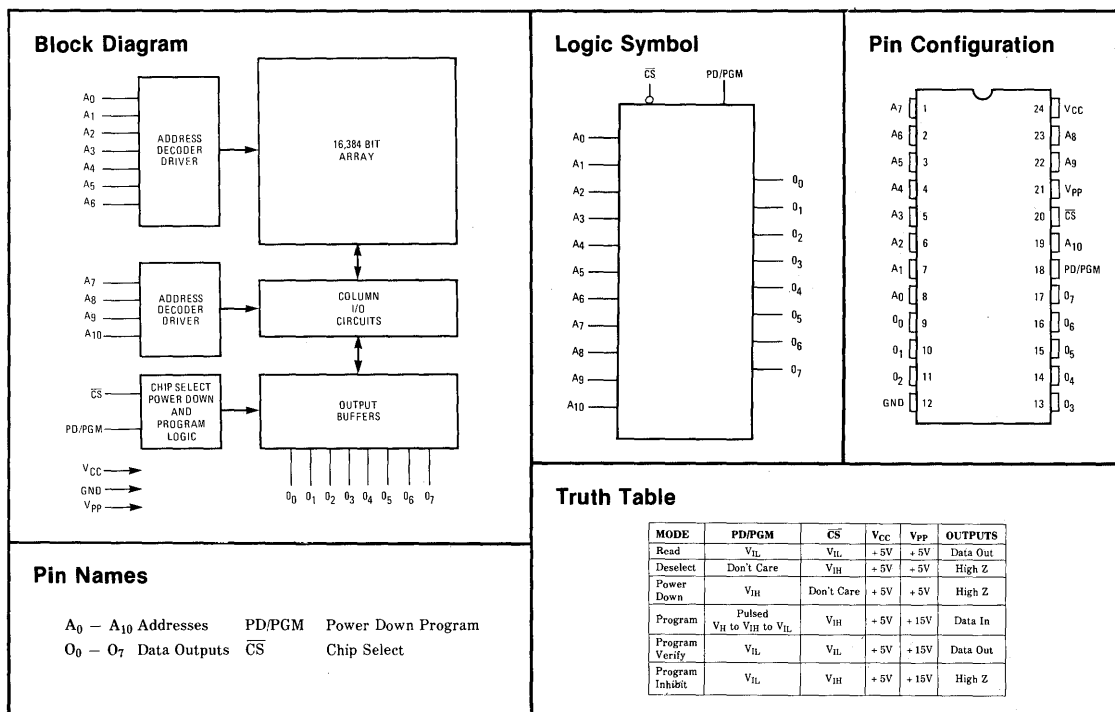 Block Diagram
A0
A1
A2
A3
A4
A5
A6
ADDRESS
DECODER
DRIVER
16,384 BIT
ARRAY
A7
A8
A9
A10
ADDRESS
DECODER
DRIVER
COLUMN
I/O
CIRCUITS
CS
PD/PGM
CHIP SELECT
POWER DOWN
AND
PROGRAM
LOGIC
OUTPUT
BUFFERS
VCC
GND
VPP
O0 O1 O2 O3 O4 O5 O6 O7
Logic Symbol
CS PD/PGM
A0
A1
A2
A3
A4
A5
A6
A7
A8
A9
A10
O0
O1
O2
O3
O4
O5
O6
O7
Pin Configuration
A7 1 24 VCC
A6 2 23 A8
A5 3 22 A9
A4 4 21 VPP
A3 5 20 CS
A2 6 19 A10
A1 7 18 PD/PGM
A0 8 17 O7
O0 9 16 O6
O1 10 15 O5
O2 11 14 O4
GND 12 13 O3
Pin Names
A0 – A10 Addresses PD/PGM Power Down Program
O0 – O7 Data Outputs CS Chip Select
Truth Table
MODE PD/PGM CS VCC VPP OUTPUTS
Read VIL VIL +5V +5V Data Out
Deselect Don't Care VIH +5V +5V High Z
Power Down VIH Don't Care +5V +5V High Z
Program Pulsed VH to VIH to VIL VIH +5V +15V Data In
Program Verify VIL VIL +5V +15V Data Out
Program Inhibit VIL VIH +5V +15V High Z